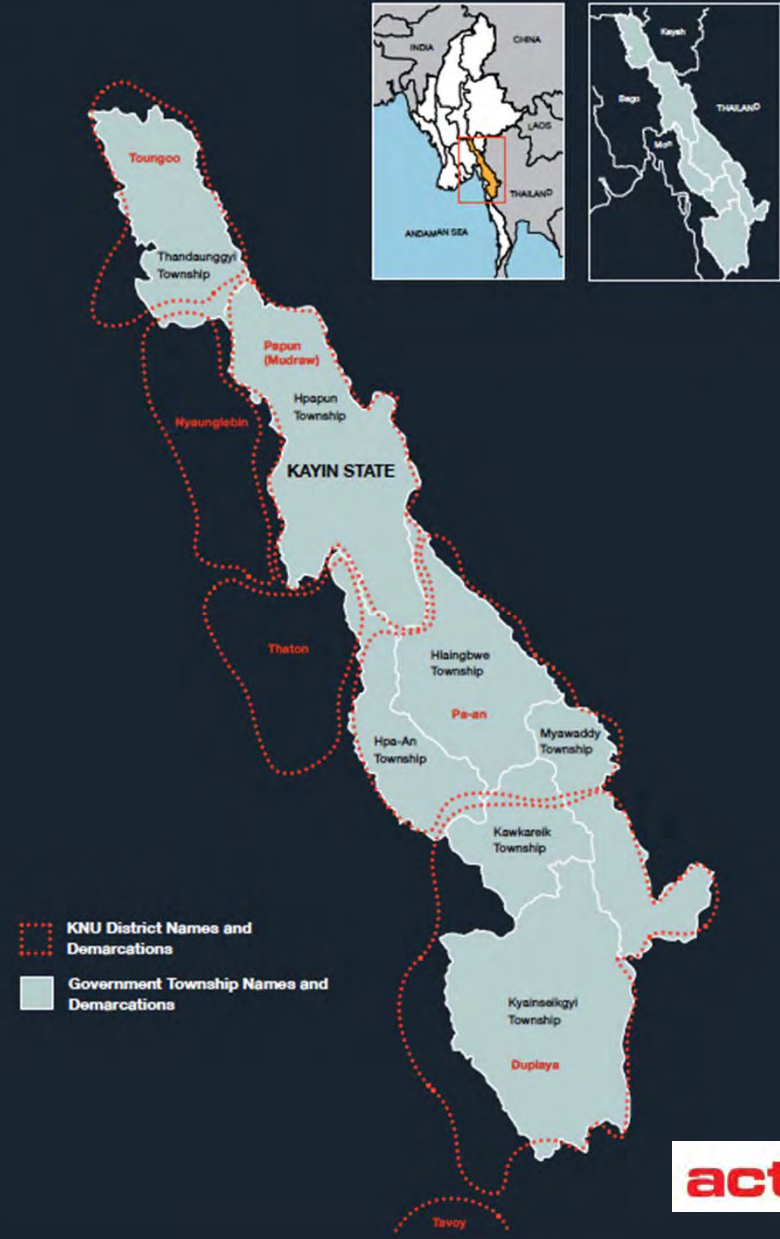 INDIA
CHINA
LAOS
THAILAND
ANDAMAN SEA
Kayah
Bago
THAILAND
Mon
Toungoo
Thandaunggyi
Township
Papun
(Mudraw)
Hpapun
Township
Nyaunglebin
KAYIN STATE
Thaton
Hlaingbwe
Township
Pa-an
Hpa-An
Township
Myawaddy
Township
Kawkareik
Township
KNU District Names and
Demarcations
Government Township Names and
Demarcations
Kyainseikgyi
Township
Duplaya
act
Tavoy